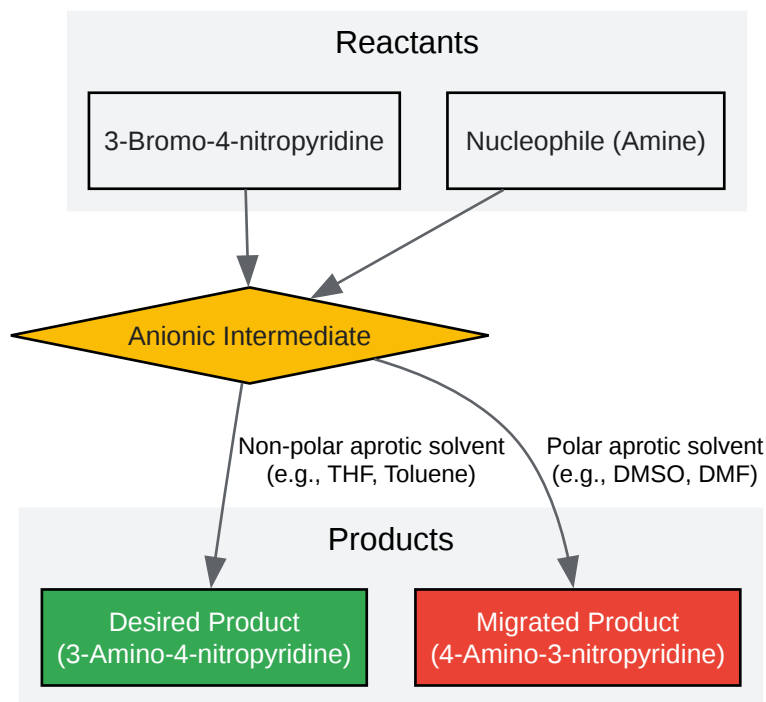 Reactants
3-Bromo-4-nitropyridine
Nucleophile (Amine)
Anionic Intermediate
Non-polar aprotic solvent
(e.g., THF, Toluene)
Polar aprotic solvent
(e.g., DMSO, DMF)
Products
Desired Product
(3-Amino-4-nitropyridine)
Migrated Product
(4-Amino-3-nitropyridine)